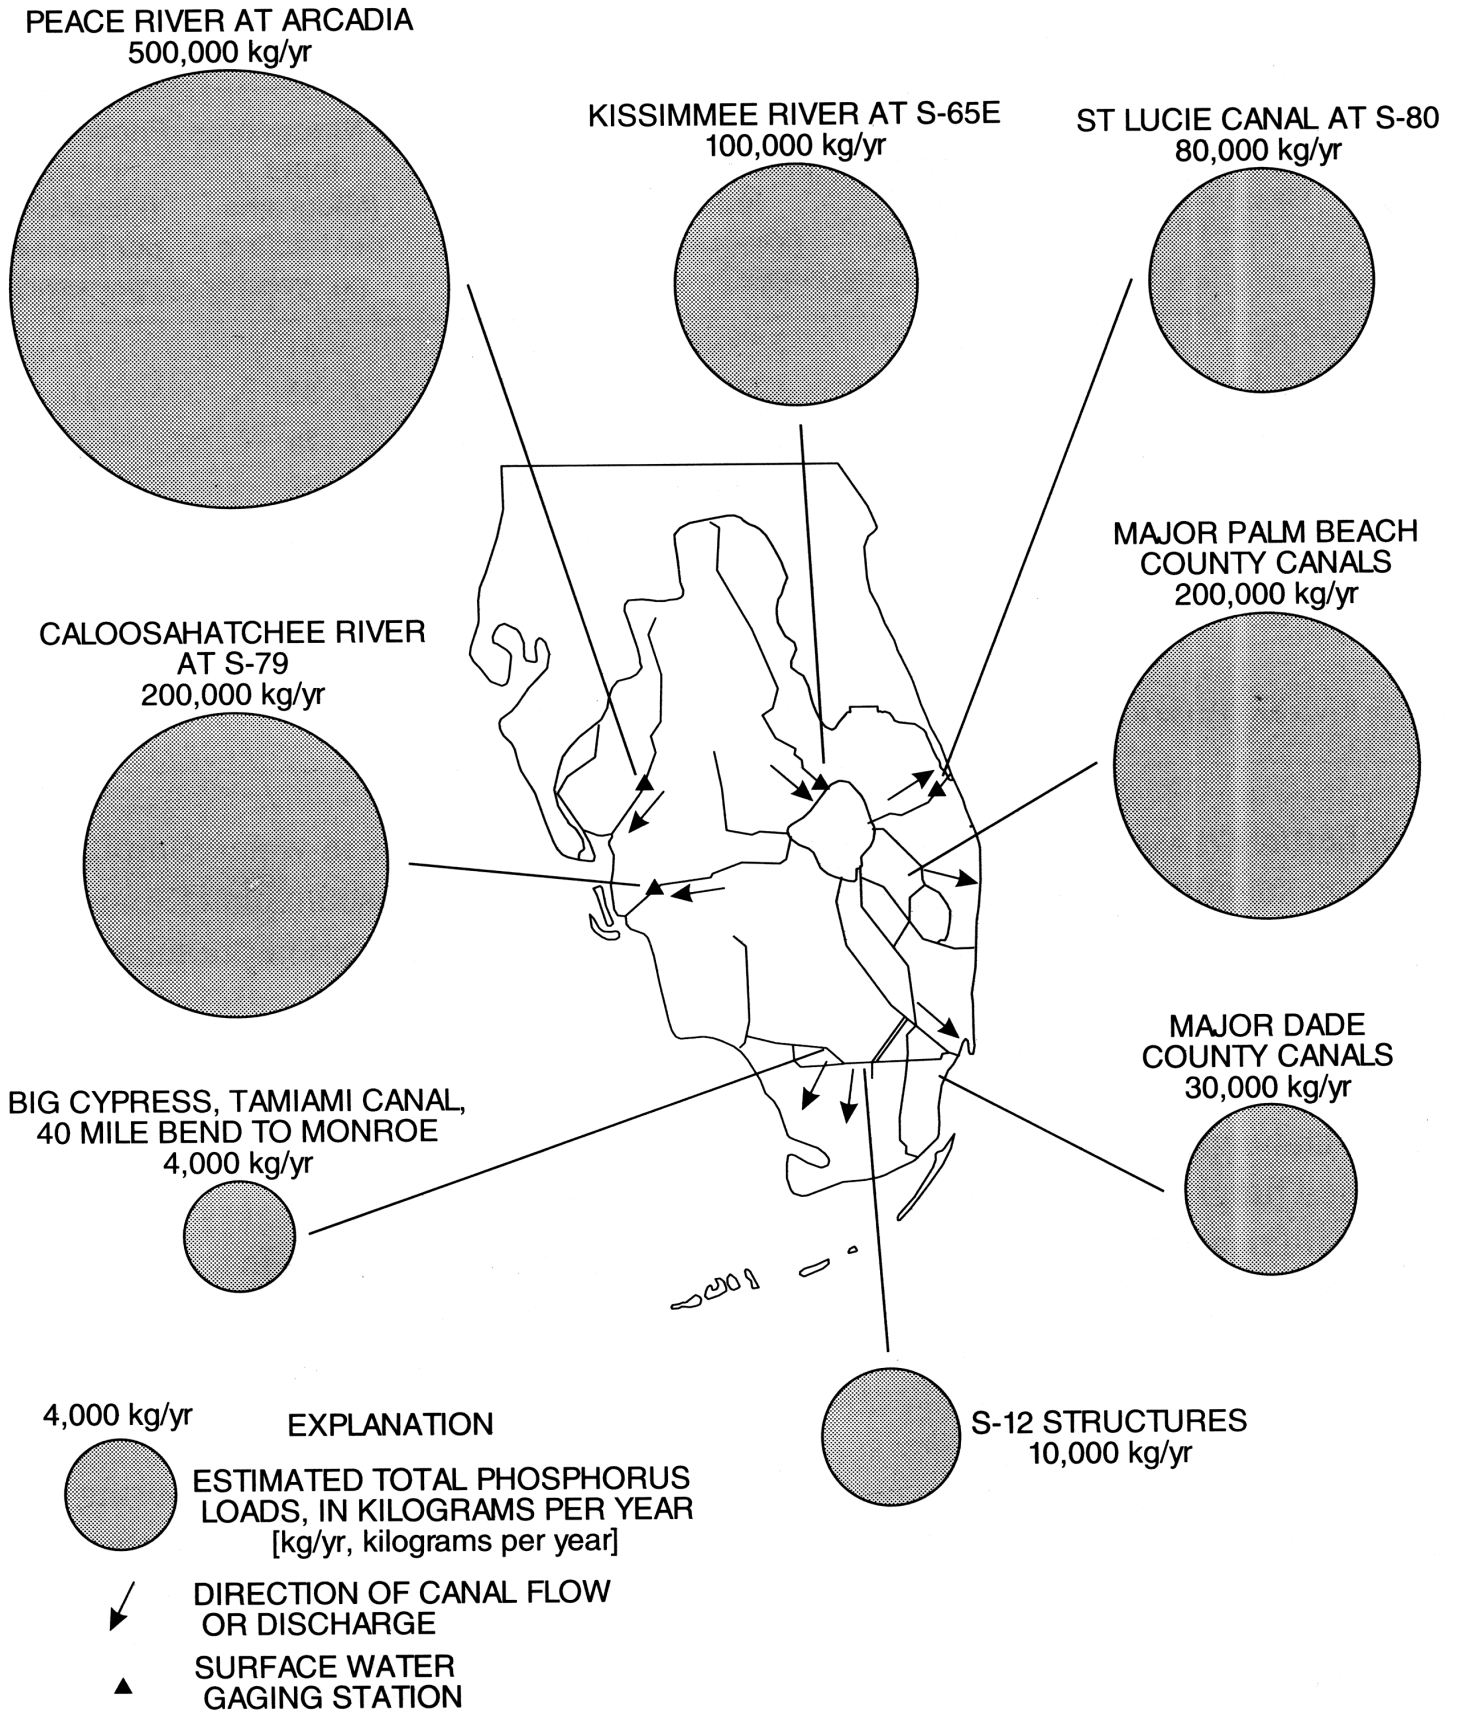 PEACE RIVER AT ARCADIA
500,000 kg/yr
KISSIMMEE RIVER AT S-65E
100,000 kg/yr
ST LUCIE CANAL AT S-80
80,000 kg/yr
MAJOR PALM BEACH
COUNTY CANALS
200,000 kg/yr
CALOOSAHATCHEE RIVER
AT S-79
200,000 kg/yr
MAJOR DADE
COUNTY CANALS
30,000 kg/yr
BIG CYPRESS, TAMIAMI CANAL,
40 MILE BEND TO MONROE
4,000 kg/yr
S-12 STRUCTURES
10,000 kg/yr
4,000 kg/yr
EXPLANATION
ESTIMATED TOTAL PHOSPHORUS
LOADS, IN KILOGRAMS PER YEAR
[kg/yr, kilograms per year]
DIRECTION OF CANAL FLOW
OR DISCHARGE
SURFACE WATER
GAGING STATION